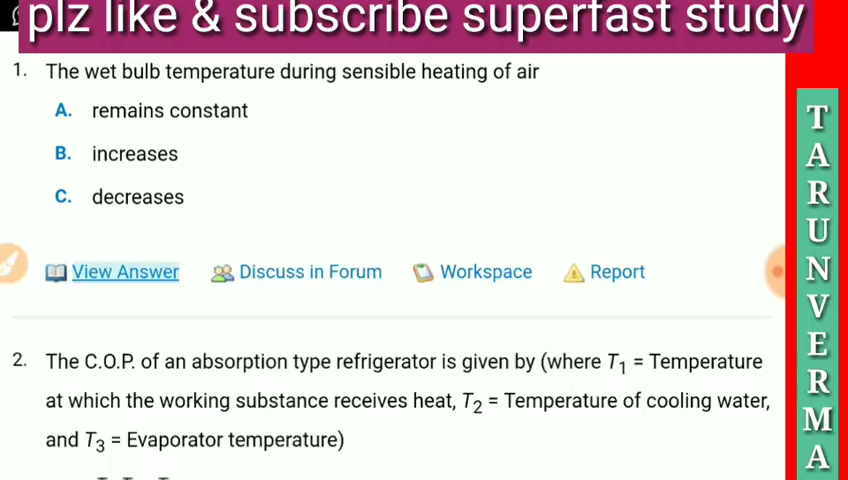 plz like & subscribe superfast study
1. The wet bulb temperature during sensible heating of air
A. remains constant
B. increases
C. decreases
View Answer Discuss in Forum Workspace Report
2. The C.O.P. of an absorption type refrigerator is given by (where T₁ = Temperature
at which the working substance receives heat, T₂ = Temperature of cooling water,
and T₃ = Evaporator temperature)
TARUNVERMA